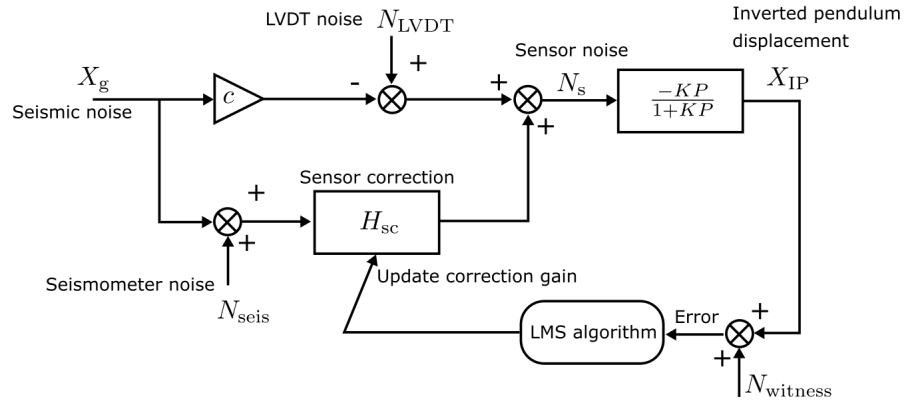 Inverted pendulum
displacement
LVDT noise
N_LVDT
Sensor noise
X_g
c
-
+
+
N_s
-KP
1+KP
X_IP
Seismic noise
+
Sensor correction
+
H_sc
+
Update correction gain
Seismometer noise
N_seis
LMS algorithm
Error
+
+
N_witness